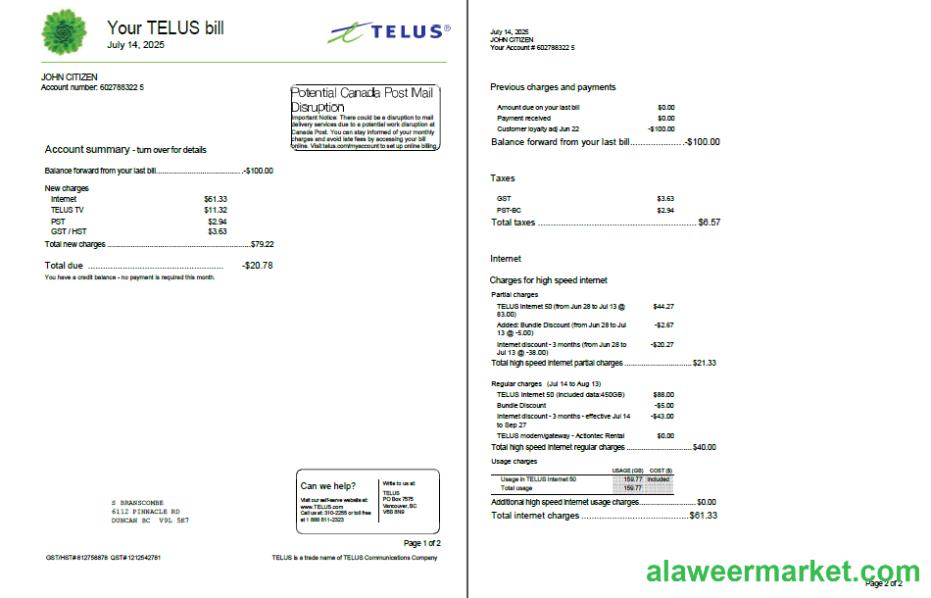 Your TELUS bill
July 14, 2025
TELUS®
JOHN CITIZEN
Account number: 602788322 5
Potential Canada Post Mail
Disruption
Important Notice: There could be a disruption to mail
delivery services due to a potential work disruption at
Canada Post. You can stay informed of your monthly
charges and avoid late fees by accessing your bill
online. Visit telus.com/myaccount to set up online billing.
Account summary - turn over for details
Balance forward from your last bill -$100.00
New charges
Internet $61.33
TELUS TV $11.32
PST $2.94
GST / HST $3.63
Total new charges $79.22
Total due -$20.78
You have a credit balance - no payment is required this month.
Can we help?
Visit our self-serve website at:
www.TELUS.com
Call us at: 310-2255 or toll free
at 1 888 811-2323
Write to us at:
TELUS
PO Box 7575
Vancouver, BC
V6B 8N9
S BRANSCOMBE
6112 PINNACLE RD
DUNCAN BC V9L 5K7
Page 1 of 2
GST/HST# 812758878 QST# 1212542781
TELUS is a trade name of TELUS Communications Company
July 14, 2025
JOHN CITIZEN
Your Account # 602788322 5
Previous charges and payments
Amount due on your last bill $0.00
Payment received $0.00
Customer loyalty adj Jun 22 -$100.00
Balance forward from your last bill -$100.00
Taxes
GST $3.63
PST-BC $2.94
Total taxes $6.57
Internet
Charges for high speed internet
Partial charges
TELUS Internet 50 (from Jun 28 to Jul 13 @
83.00) $44.27
Added: Bundle Discount (from Jun 28 to Jul
13 @ -5.00) -$2.67
Internet discount - 3 months (from Jun 28 to
Jul 13 @ -38.00) -$20.27
Total high speed internet partial charges $21.33
Regular charges (Jul 14 to Aug 13)
TELUS Internet 50 (included data:450GB) $88.00
Bundle Discount -$5.00
Internet discount - 3 months - effective Jul 14
to Sep 27 -$43.00
TELUS modem/gateway - Actiontec Rental $0.00
Total high speed internet regular charges $40.00
Usage charges
USAGE (GB) COST ($)
Usage in TELUS Internet 50 159.77 Included
Total usage 159.77
Additional high speed internet usage charges $0.00
Total internet charges $61.33
alaweermarket.com
Page 2 of 2